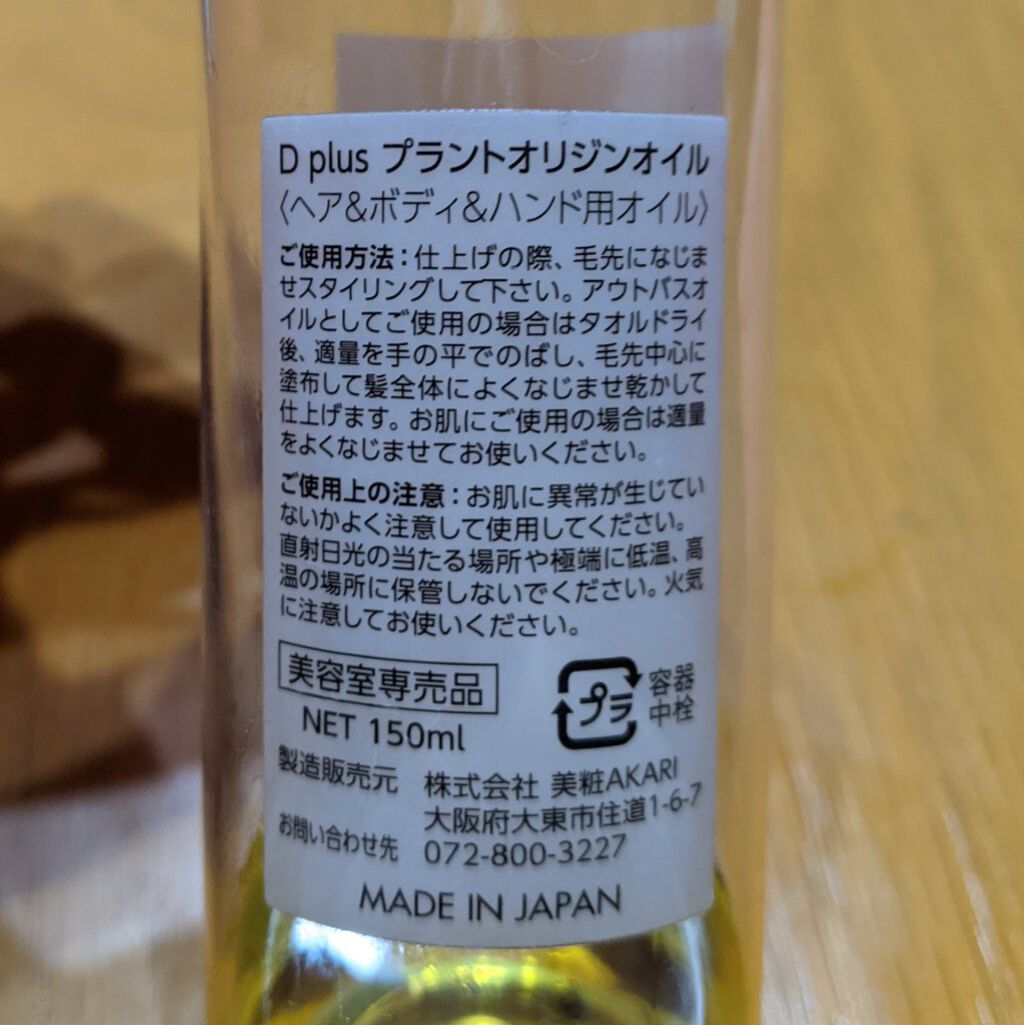 D plus プラントオリジンオイル
〈ヘア&ボディ&ハンド用オイル〉
ご使用方法：仕上げの際、毛先になじま
せスタイリングして下さい。アウトバスオ
イルとしてご使用の場合はタオルドライ
後、適量を手の平でのばし、毛先中心に
塗布して髪全体によくなじませ乾かして
仕上げます。お肌にご使用の場合は適量
をよくなじませてお使いください。
ご使用上の注意：お肌に異常が生じてい
ないかよく注意して使用してください。
直射日光の当たる場所や極端に低温、高
温の場所に保管しないでください。火気
に注意してお使いください。
美容室専売品
NET 150ml
プラ
容器
中栓
製造販売元 株式会社 美粧AKARI
大阪府大東市住道1-6-7
お問い合わせ先 072-800-3227
MADE IN JAPAN